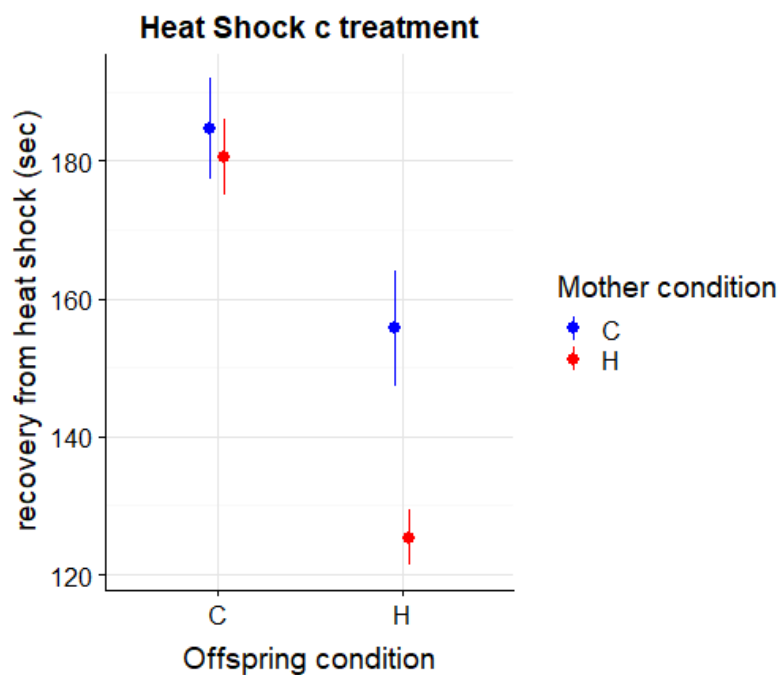 Heat Shock c treatment
recovery from heat shock (sec)
180
160
140
120
C
H
Offspring condition
Mother condition
C
H